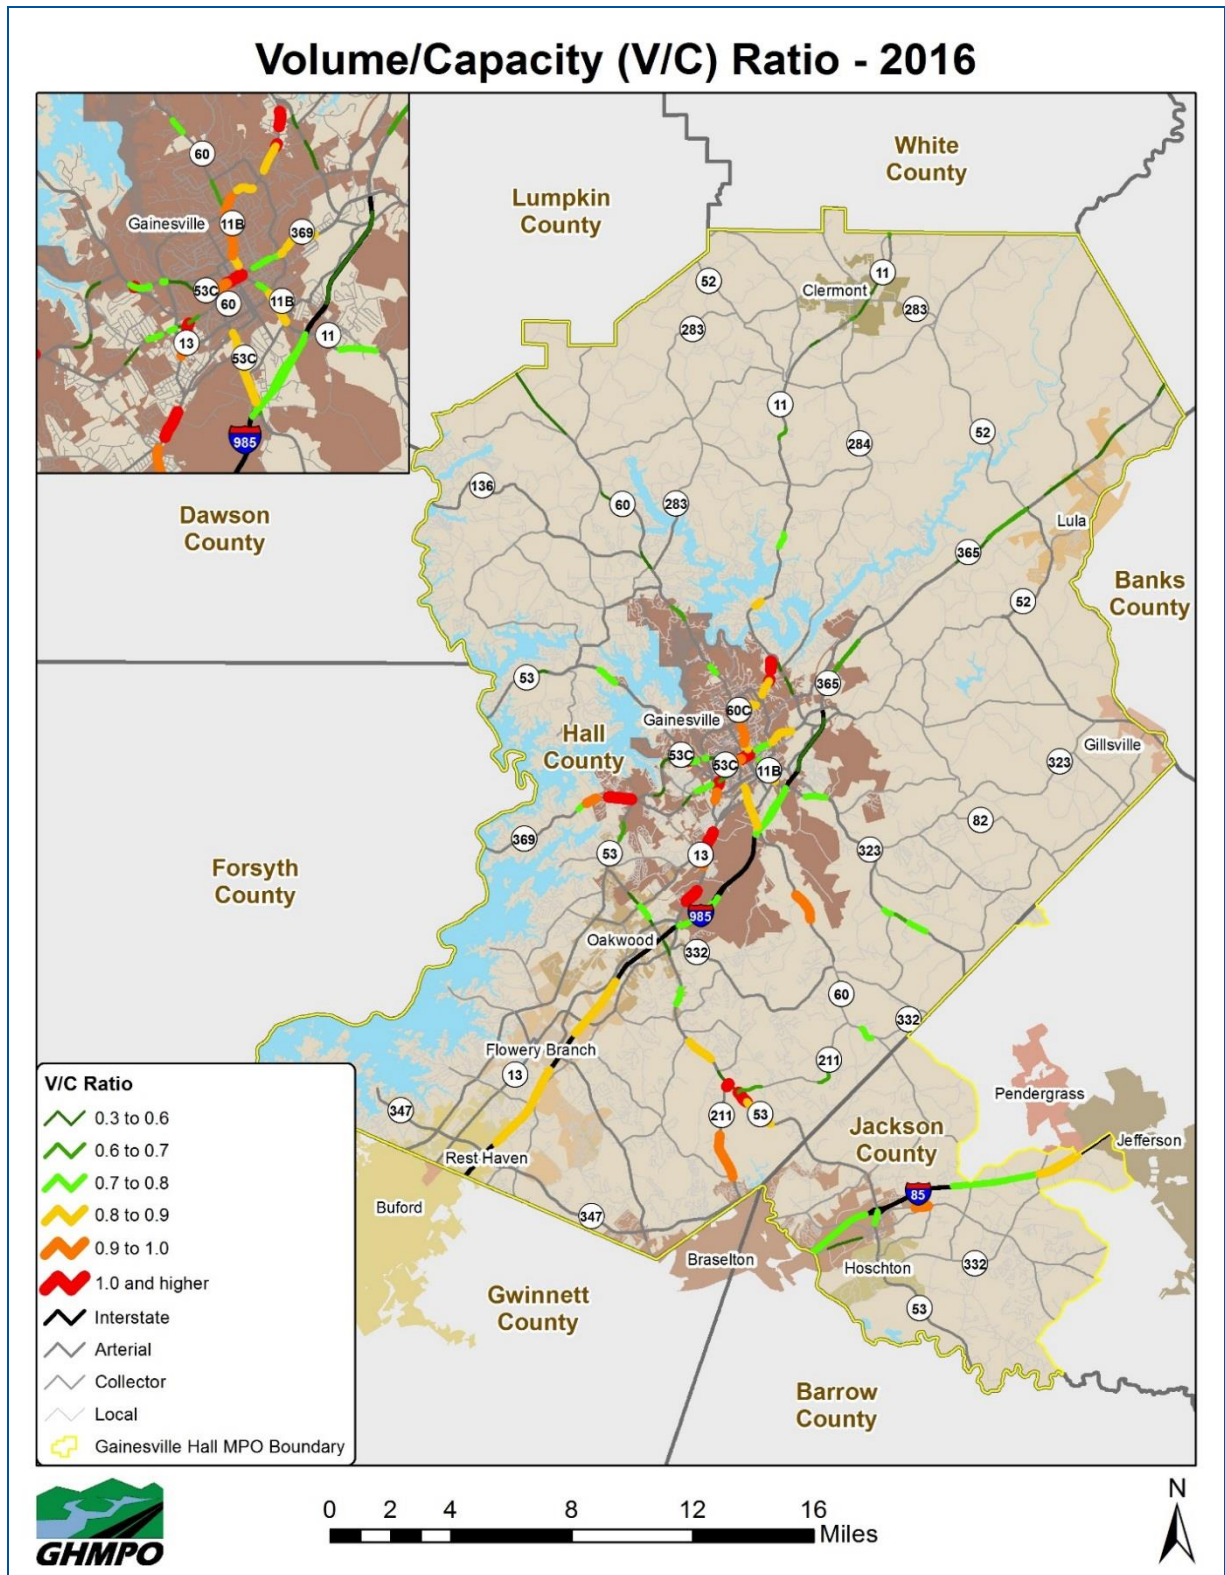 Volume/Capacity (V/C) Ratio - 2016
60
Gainesville
11B
369
53C
60
11B
13
11
53C
985
White
County
Lumpkin
County
52
11
Clermont
283
283
11
284
52
136
60
283
Dawson
County
Lula
365
52
Banks
County
53
365
60C
Gainesville
Hall
County
53C
53C
11B
Gillsville
323
82
369
53
13
323
Forsyth
County
985
Oakwood
332
60
332
Flowery Branch
13
211
347
211
53
Pendergrass
Jackson
County
Jefferson
Rest Haven
85
Buford
347
Braselton
Hoschton
332
53
Gwinnett
County
Barrow
County
V/C Ratio
0.3 to 0.6
0.6 to 0.7
0.7 to 0.8
0.8 to 0.9
0.9 to 1.0
1.0 and higher
Interstate
Arterial
Collector
Local
Gainesville Hall MPO Boundary
GHMPO
0 2 4 8 12 16
Miles
N